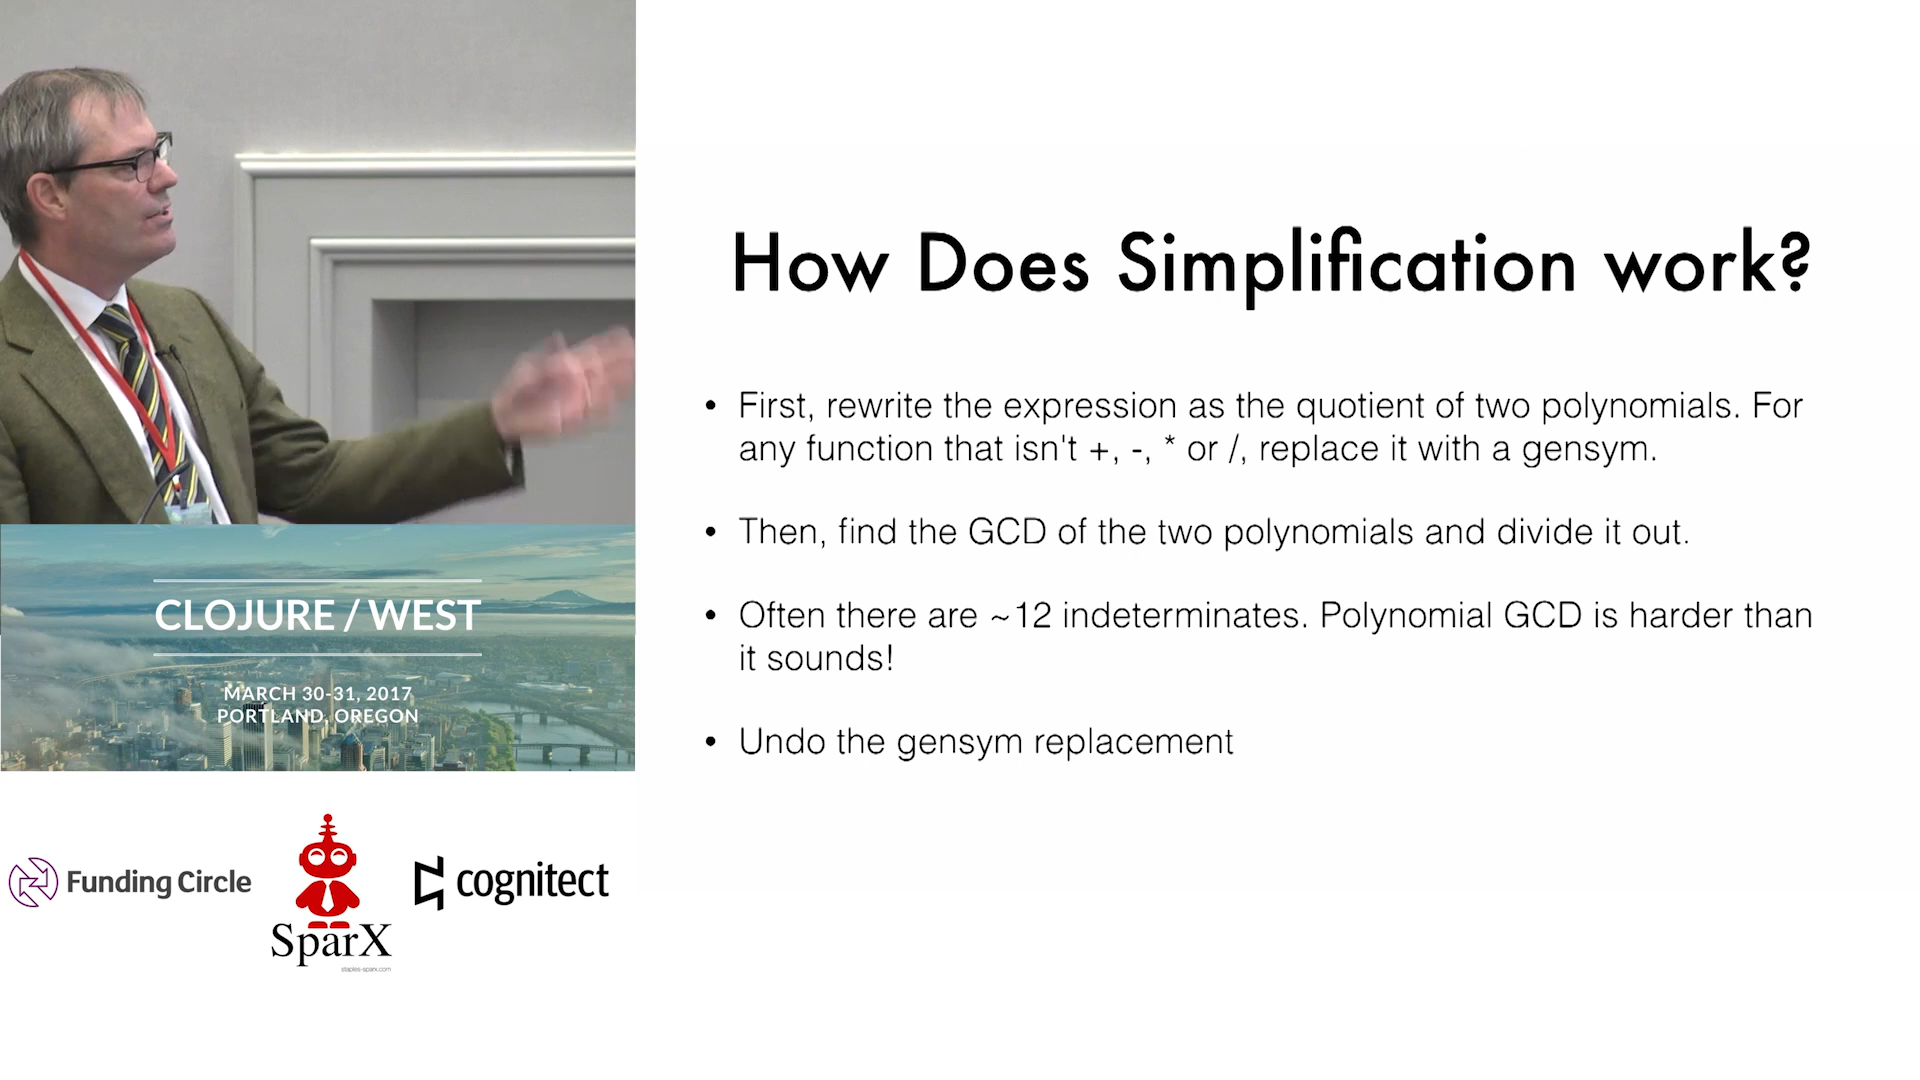 How Does Simplification work?
• First, rewrite the expression as the quotient of two polynomials. For
any function that isn't +, -, * or /, replace it with a gensym.
• Then, find the GCD of the two polynomials and divide it out.
• Often there are ~12 indeterminates. Polynomial GCD is harder than
it sounds!
• Undo the gensym replacement
CLOJURE / WEST
MARCH 30-31, 2017
PORTLAND, OREGON
Funding Circle
SparX
staples-sparx.com
cognitect